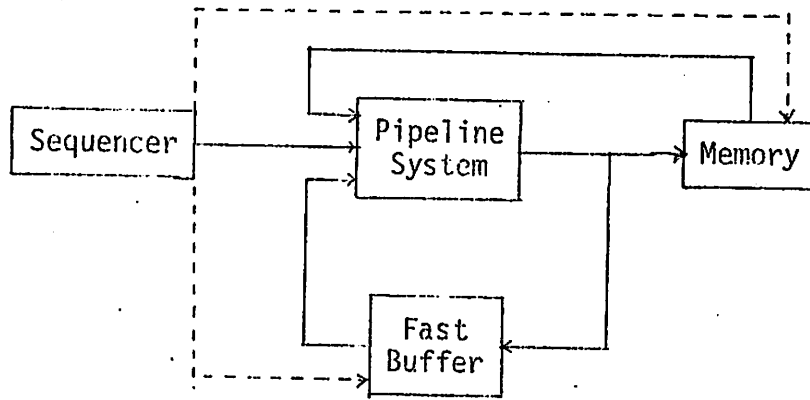 Sequencer
Pipeline
System
Memory
Fast
Buffer